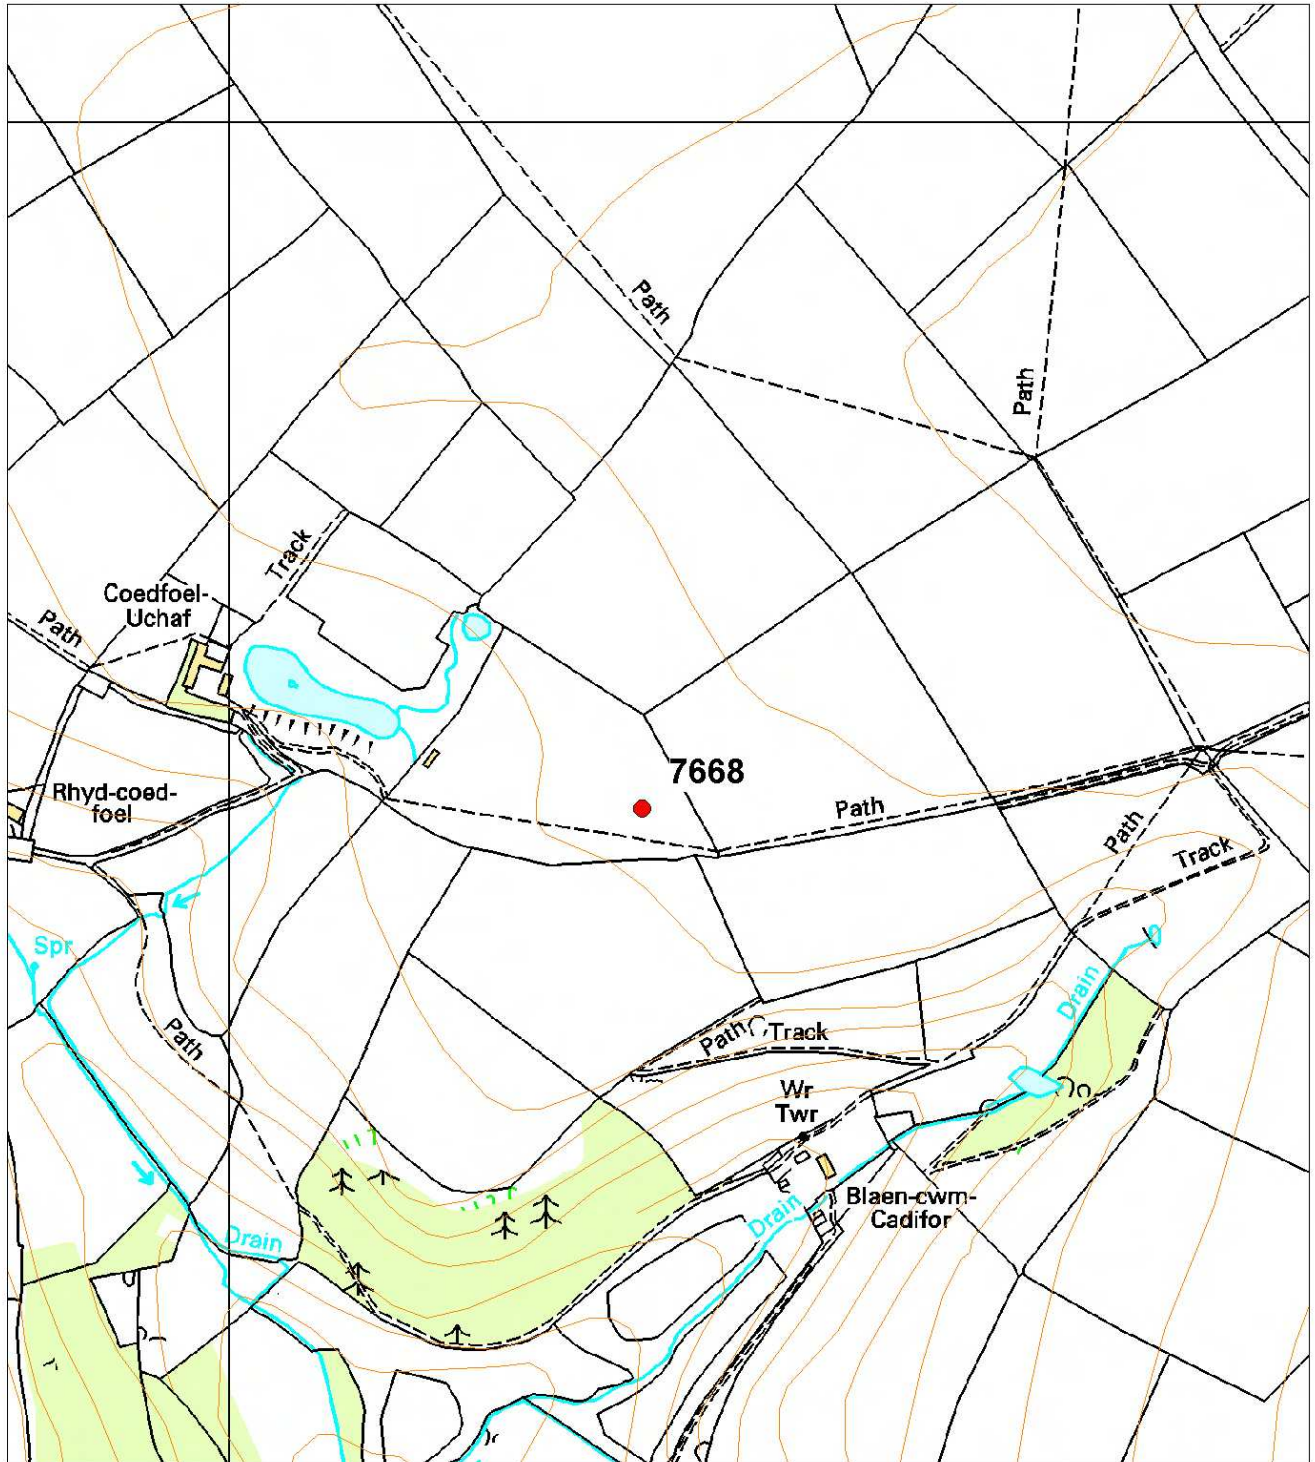 Path
Path
Track
Coedfoel-
Uchaf
Path
7668
Rhyd-coed-
foel
Path
Path
Track
Spr
Drain
Path
Path
Track
Wr
Twr
Blaen-cwm-
Cadifor
Drain
Drain